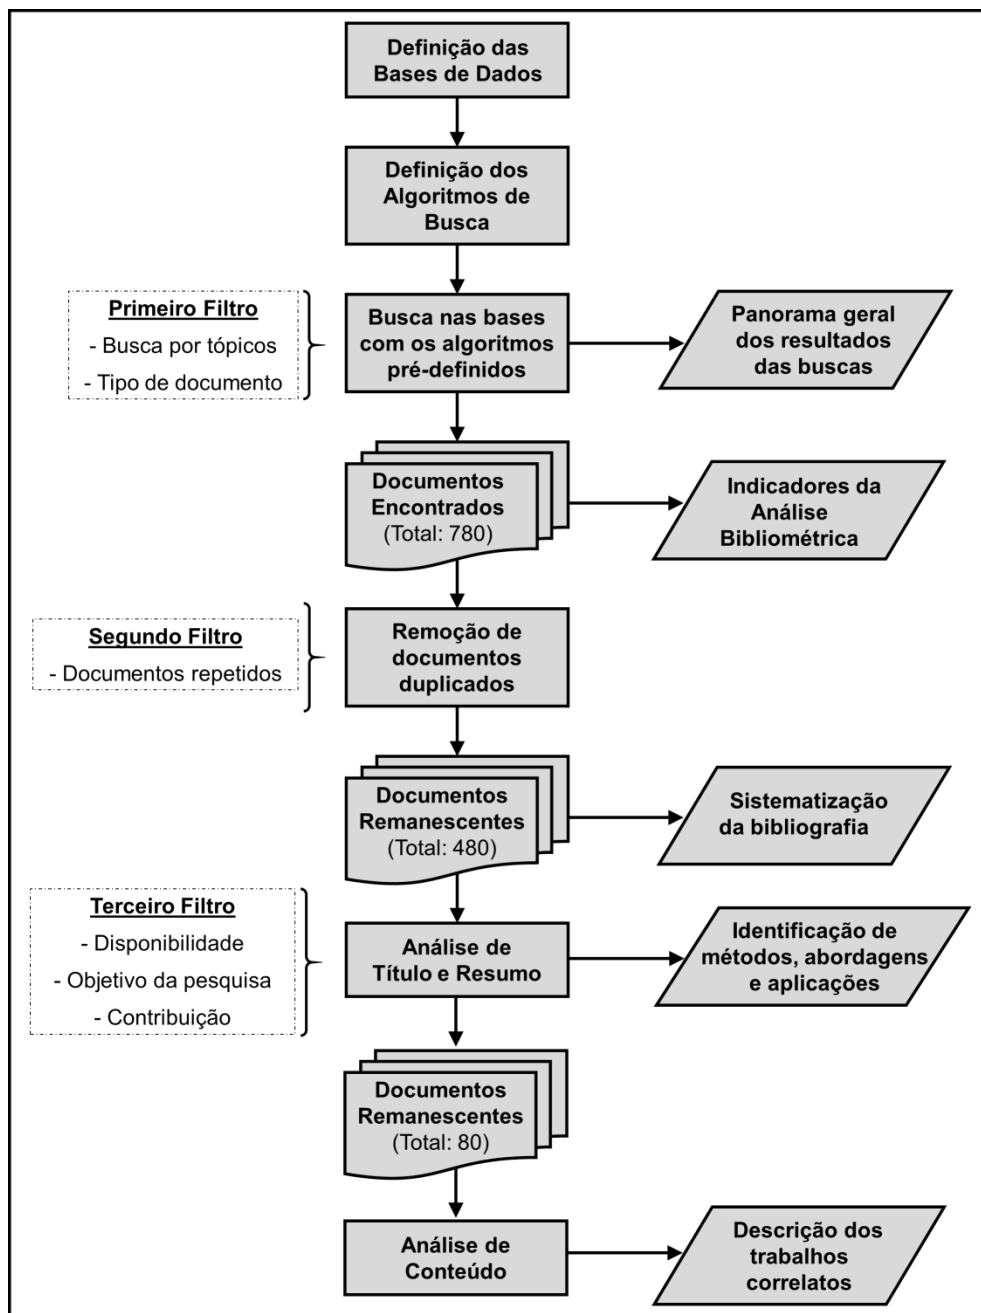 Definição das
Bases de Dados
Definição dos
Algoritmos de
Busca
Primeiro Filtro
- Busca por tópicos
- Tipo de documento
Busca nas bases
com os algoritmos
pré-definidos
Panorama geral
dos resultados
das buscas
Documentos
Encontrados
(Total: 780)
Indicadores da
Análise
Bibliométrica
Segundo Filtro
- Documentos repetidos
Remoção de
documentos
duplicados
Documentos
Remanescentes
(Total: 480)
Sistematização
da bibliografia
Terceiro Filtro
- Disponibilidade
- Objetivo da pesquisa
- Contribuição
Análise de
Título e Resumo
Identificação de
métodos, abordagens
e aplicações
Documentos
Remanescentes
(Total: 80)
Análise de
Conteúdo
Descrição dos
trabalhos
correlatos